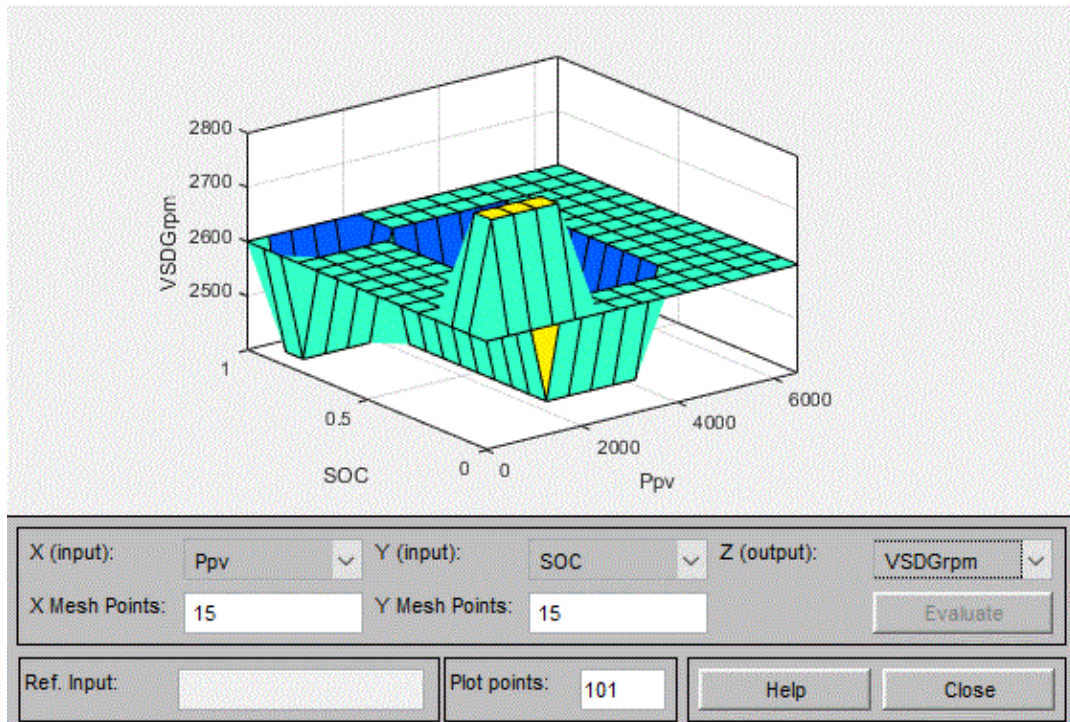 2800
2700
2600
2500
VSDGrpm
1
0.5
0
SOC
0
2000
4000
6000
Ppv
X (input): Ppv Y (input): SOC Z (output): VSDGrpm
X Mesh Points: 15 Y Mesh Points: 15 Evaluate
Ref. Input: Plot points: 101 Help Close